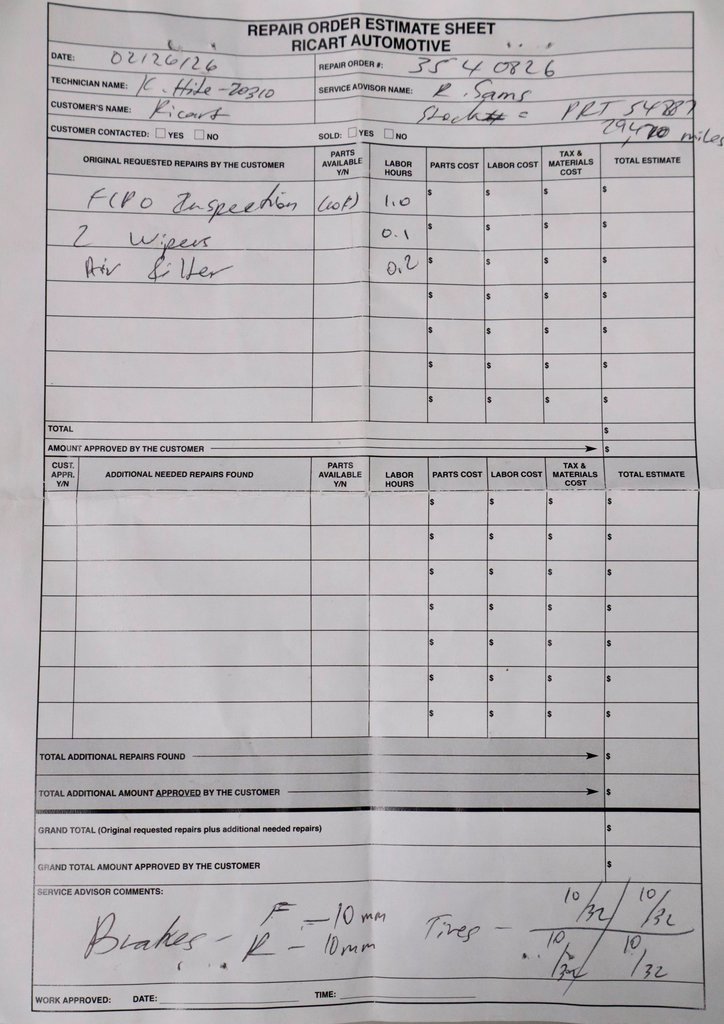 REPAIR ORDER ESTIMATE SHEET
RICART AUTOMOTIVE
DATE: 02/26/26 REPAIR ORDER #: 3540826
TECHNICIAN NAME: K. Hite-20310 SERVICE ADVISOR NAME: R. Sams
CUSTOMER'S NAME: Ricart Stock # = PRT 54887
CUSTOMER CONTACTED: YES NO SOLD: YES NO miles
ORIGINAL REQUESTED REPAIRS BY THE CUSTOMER PARTS AVAILABLE Y/N LABOR HOURS PARTS COST LABOR COST TAX & MATERIALS COST TOTAL ESTIMATE
FCPO Inspection 1.0 $ $ $ $
2 Wipers 0.1 $ $ $ $
Air filter 0.2 $ $ $ $
$ $ $ $
$ $ $ $
$ $ $ $
$ $ $ $
TOTAL $
AMOUNT APPROVED BY THE CUSTOMER $
CUST. APPR. Y/N ADDITIONAL NEEDED REPAIRS FOUND PARTS AVAILABLE Y/N LABOR HOURS PARTS COST LABOR COST TAX & MATERIALS COST TOTAL ESTIMATE
$ $ $ $
$ $ $ $
$ $ $ $
$ $ $ $
$ $ $ $
$ $ $ $
$ $ $ $
TOTAL ADDITIONAL REPAIRS FOUND $
TOTAL ADDITIONAL AMOUNT APPROVED BY THE CUSTOMER $
GRAND TOTAL (Original requested repairs plus additional needed repairs) $
GRAND TOTAL AMOUNT APPROVED BY THE CUSTOMER $
SERVICE ADVISOR COMMENTS:
Brakes - F - 10 mm Tires - 10/32 10/32
R - 10 mm 10/32 10/32
WORK APPROVED: DATE: TIME: